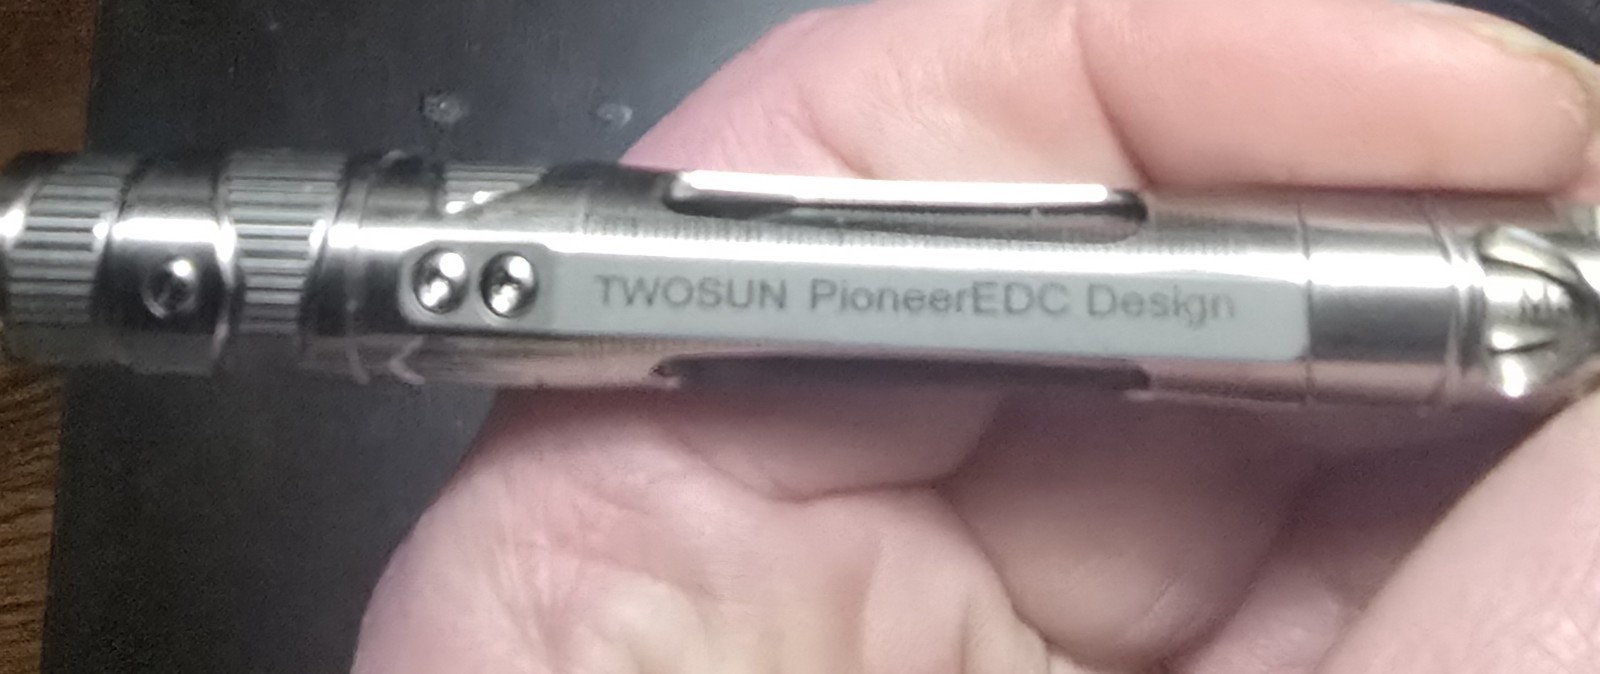 TWOSUN PioneerEDC Design